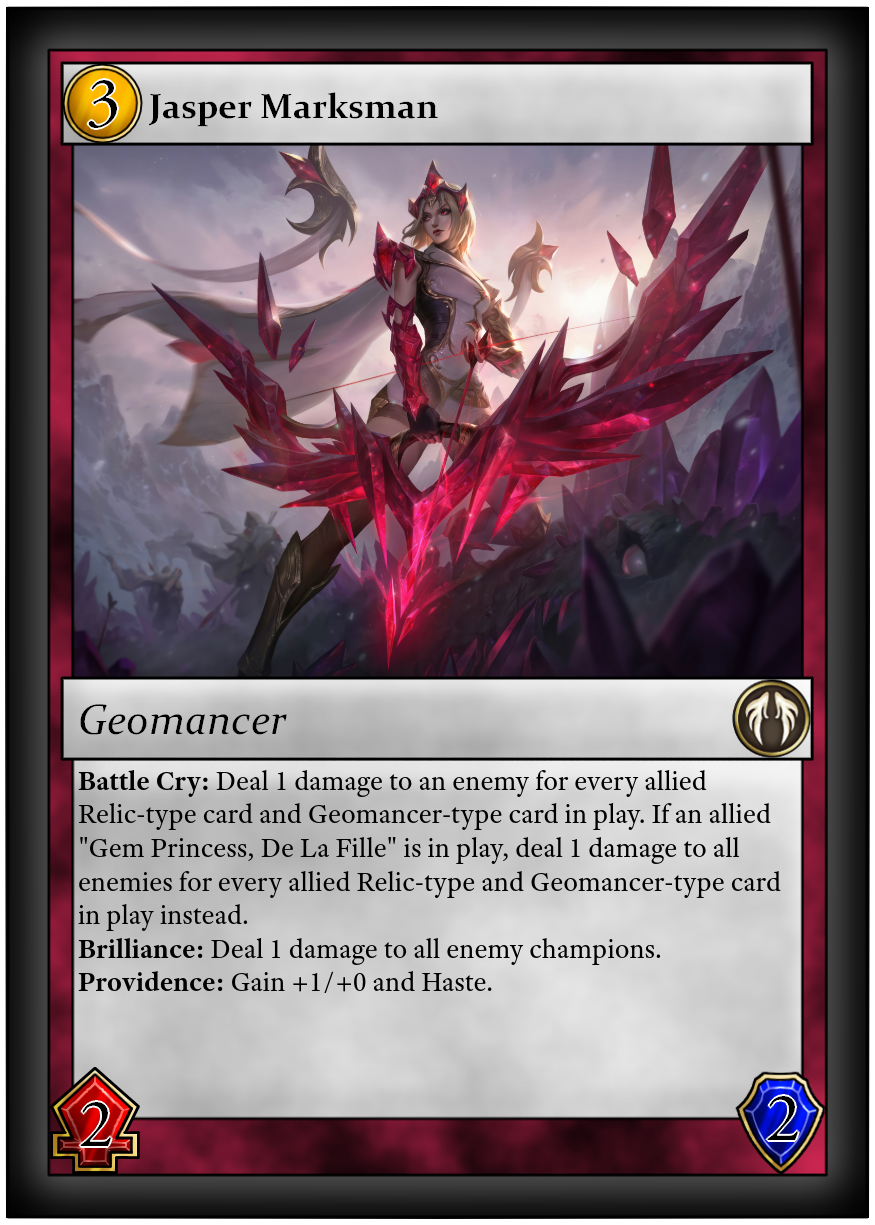 3
Jasper Marksman
Geomancer
Battle Cry: Deal 1 damage to an enemy for every allied
Relic-type card and Geomancer-type card in play. If an allied
"Gem Princess, De La Fille" is in play, deal 1 damage to all
enemies for every allied Relic-type and Geomancer-type card
in play instead.
Brilliance: Deal 1 damage to all enemy champions.
Providence: Gain +1/+0 and Haste.
2
2